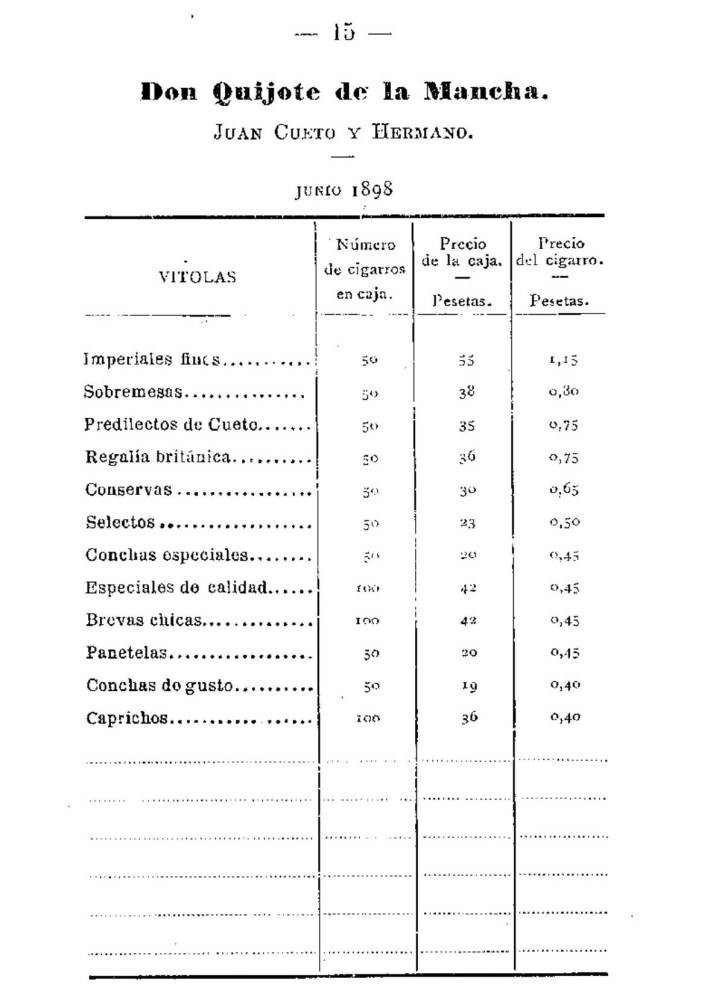 — 15 —
Don Quijote de la Mancha.
JUAN CUETO Y HERMANO.
JUNIO 1898
VITOLAS
Número de cigarros en caja.
Precio de la caja. — Pesetas.
Precio del cigarro. — Pesetas.
Imperiales finos........... 50 55 1,15
Sobremesas............... 50 38 0,80
Predilectos de Cueto....... 50 35 0,75
Regalía británica.......... 50 36 0,75
Conservas................. 50 30 0,65
Selectos................... 50 23 0,50
Conchas especiales........ 50 20 0,45
Especiales de calidad...... 100 42 0,45
Brevas chicas.............. 100 42 0,45
Panetelas.................. 50 20 0,45
Conchas de gusto.......... 50 19 0,40
Caprichos.................. 100 36 0,40